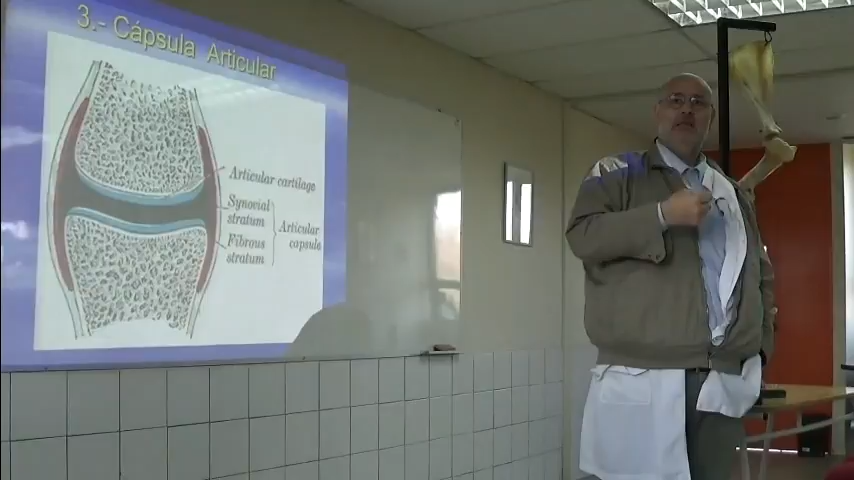 3.- Cápsula Articular
Articular cartilage
Synovial
stratum
Articular
capsule
Fibrous
stratum